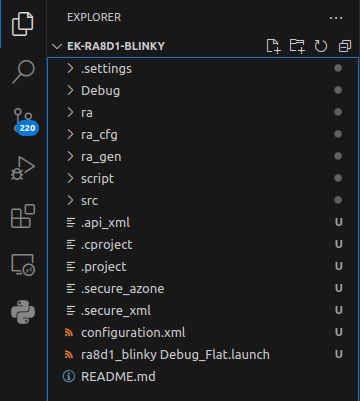 EXPLORER
EK-RA8D1-BLINKY
.settings
Debug
ra
220
ra_cfg
ra_gen
script
src
.api_xml U
.cproject U
.project U
.secure_azone U
.secure_xml U
configuration.xml U
ra8d1_blinky Debug_Flat.launch U
README.md